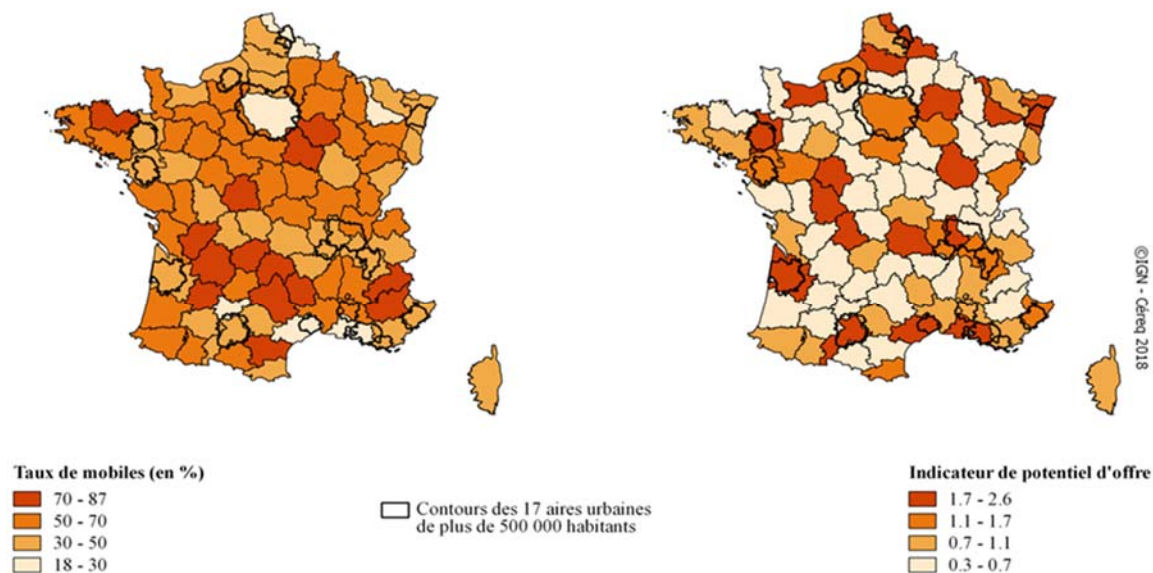 ©IGN - Céreq 2018
Taux de mobiles (en %)
70 - 87
50 - 70
30 - 50
18 - 30
Contours des 17 aires urbaines
de plus de 500 000 habitants
Indicateur de potentiel d'offre
1.7 - 2.6
1.1 - 1.7
0.7 - 1.1
0.3 - 0.7